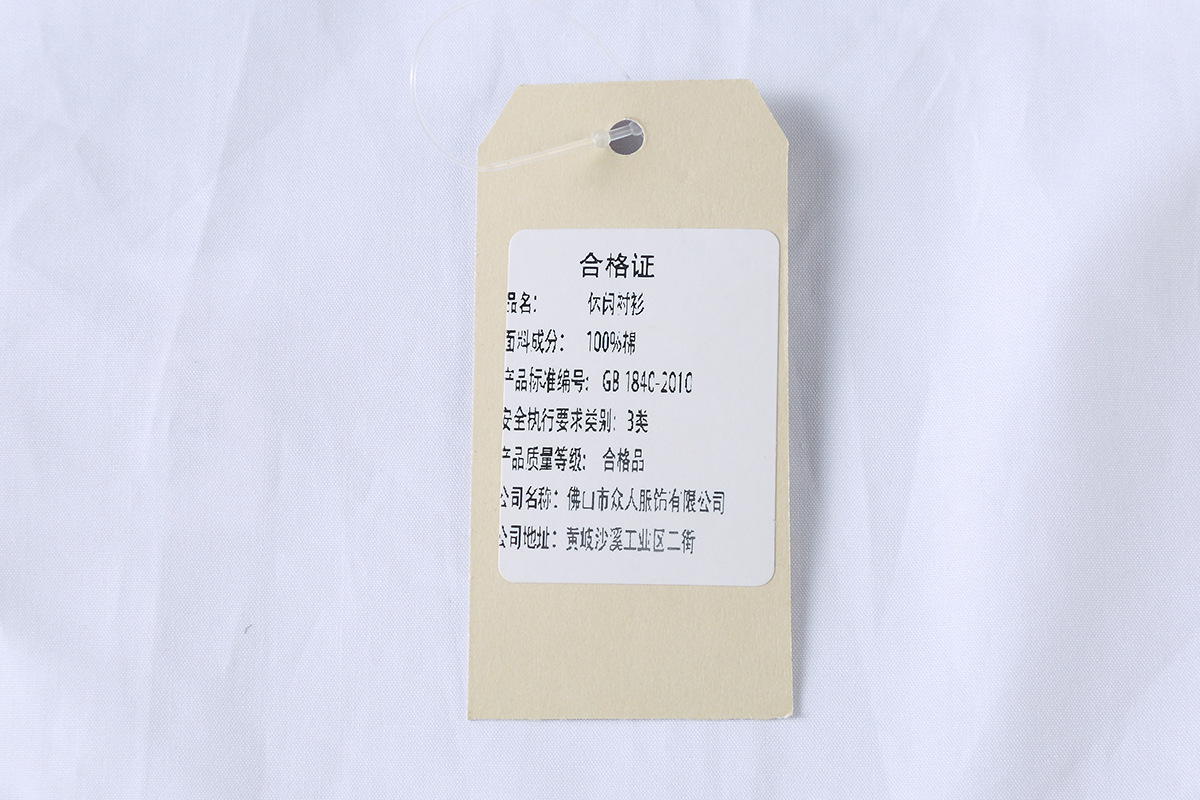 合格证
品名: 休闲衬衫
面料成分: 100%棉
产品标准编号: GB 1840-2010
安全执行要求类别: 3类
产品质量等级: 合格品
公司名称: 佛山市众人服饰有限公司
公司地址: 黄岐沙溪工业区二街